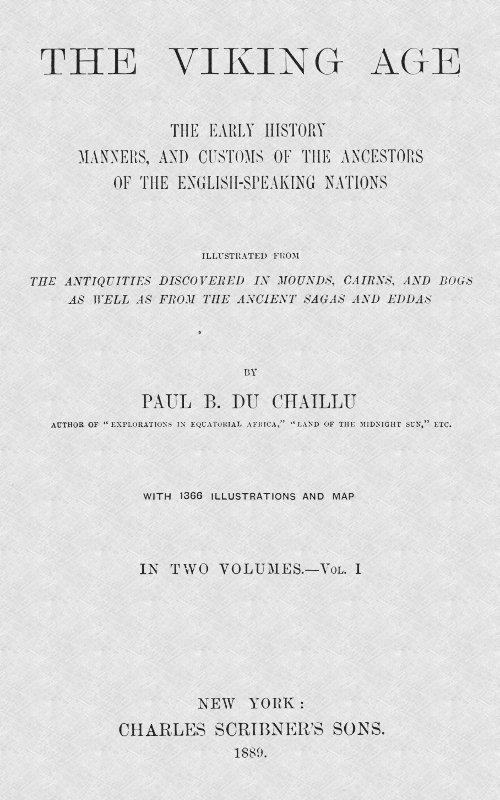 THE VIKING AGE
THE EARLY HISTORY
MANNERS, AND CUSTOMS OF THE ANCESTORS
OF THE ENGLISH-SPEAKING NATIONS
ILLUSTRATED FROM
THE ANTIQUITIES DISCOVERED IN MOUNDS, CAIRNS, AND BOGS
AS WELL AS FROM THE ANCIENT SAGAS AND EDDAS
BY
PAUL B. DU CHAILLU
AUTHOR OF "EXPLORATIONS IN EQUATORIAL AFRICA," "LAND OF THE MIDNIGHT SUN," ETC.
WITH 1366 ILLUSTRATIONS AND MAP
IN TWO VOLUMES.—VOL. I
NEW YORK:
CHARLES SCRIBNER'S SONS.
1889.